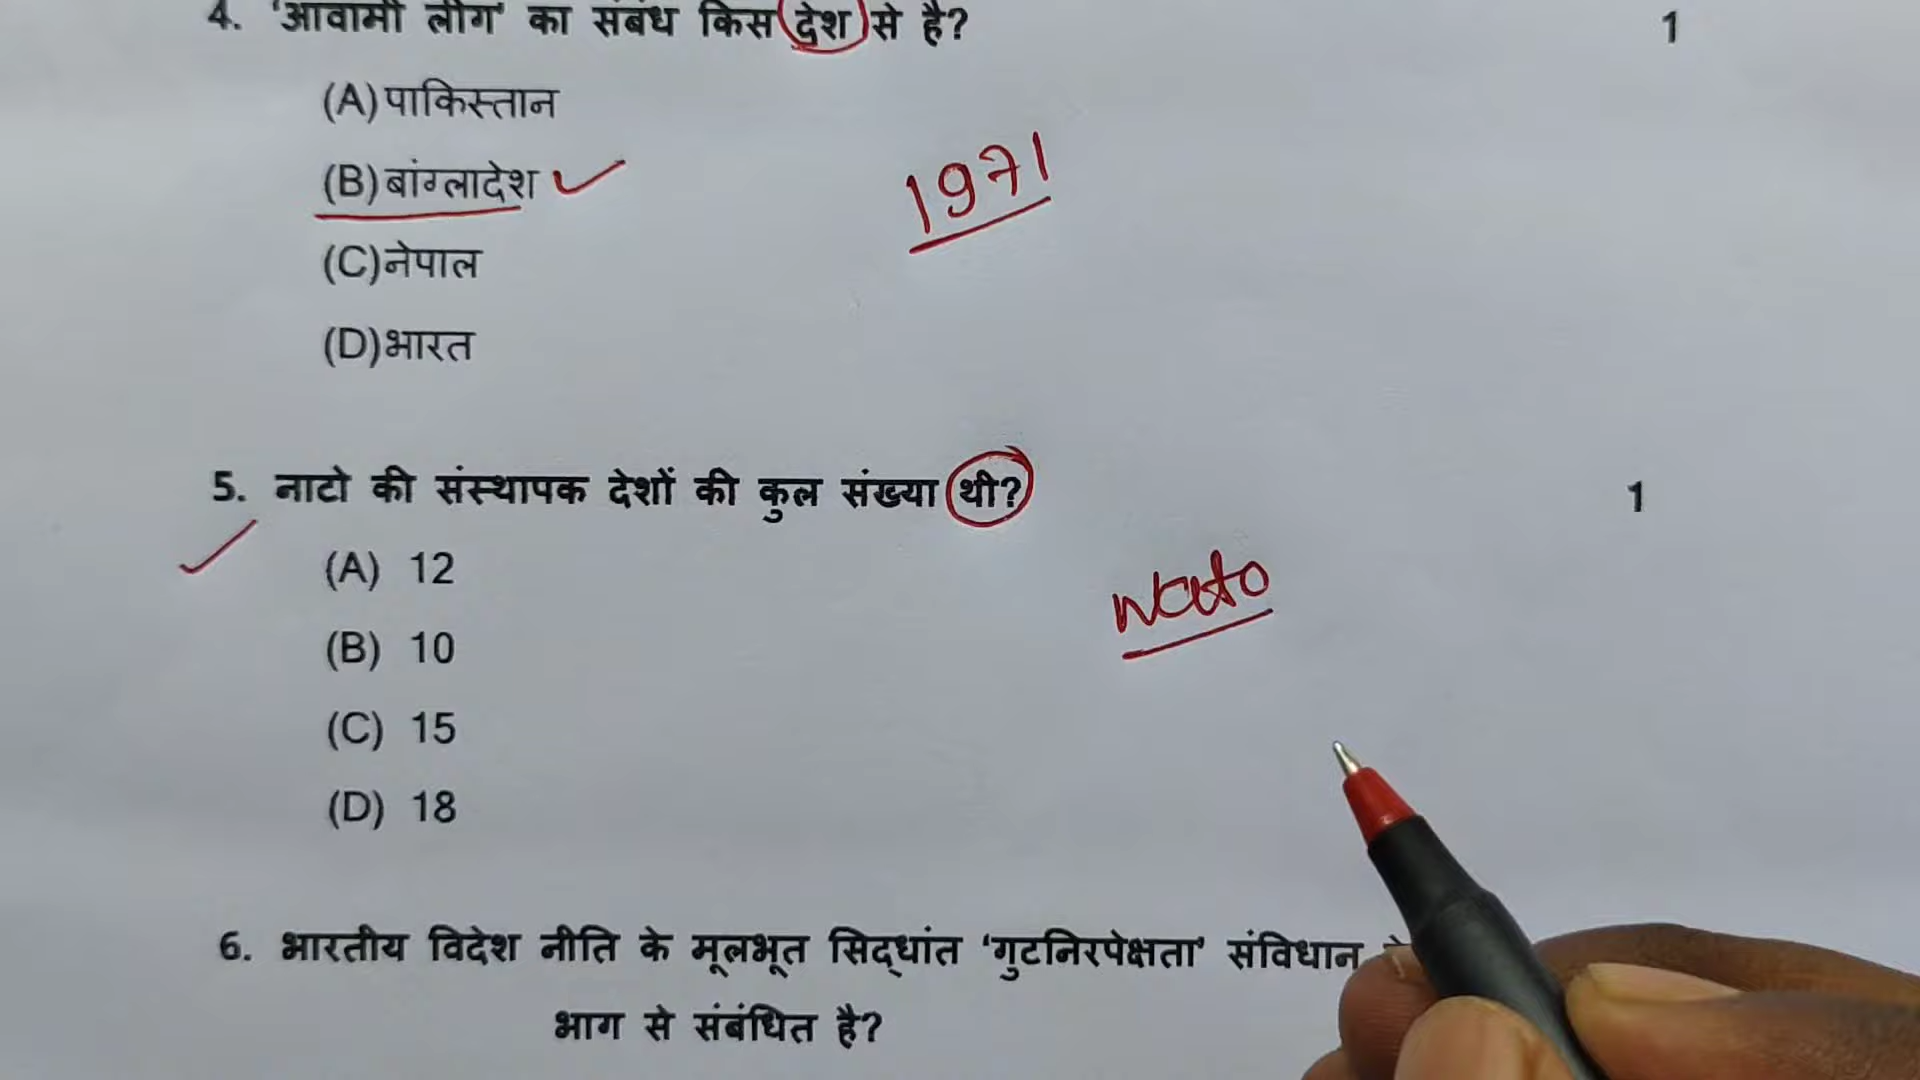 4. 'आवामी लीग' का संबंध किस देश से है? 1
(A) पाकिस्तान
(B) बांग्लादेश
1971
(C) नेपाल
(D) भारत
5. नाटो की संस्थापक देशों की कुल संख्या थी? 1
(A) 12
Nato
(B) 10
(C) 15
(D) 18
6. भारतीय विदेश नीति के मूलभूत सिद्धांत 'गुटनिरपेक्षता' संविधान
भाग से संबंधित है?